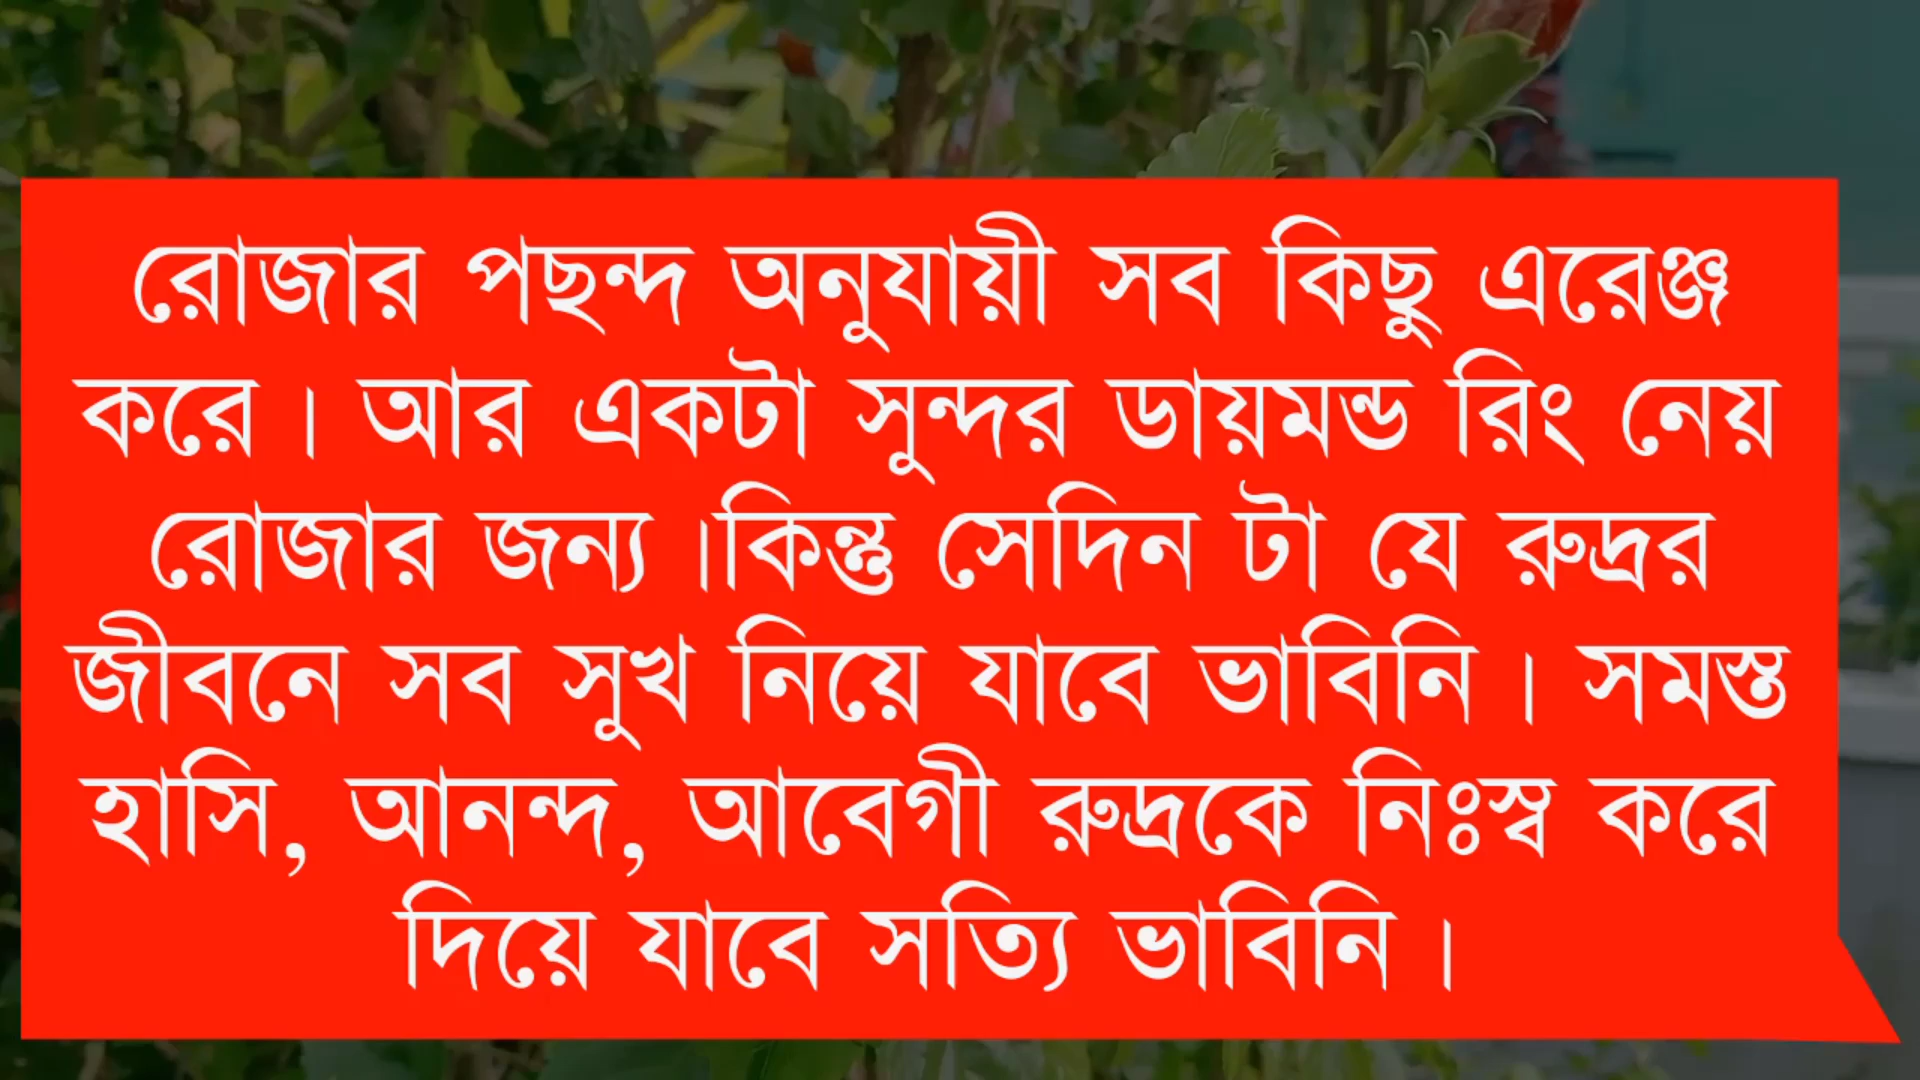 রোজার পছন্দ অনুযায়ী সব কিছু এরেঞ্জ
করে। আর একটা সুন্দর ডায়মন্ড রিং নেয়
রোজার জন্য ।কিন্তু সেদিন টা যে রুদ্রর
জীবনে সব সুখ নিয়ে যাবে ভাবিনি। সমস্ত
হাসি, আনন্দ, আবেগী রুদ্রকে নিঃস্ব করে
দিয়ে যাবে সত্যি ভাবিনি।